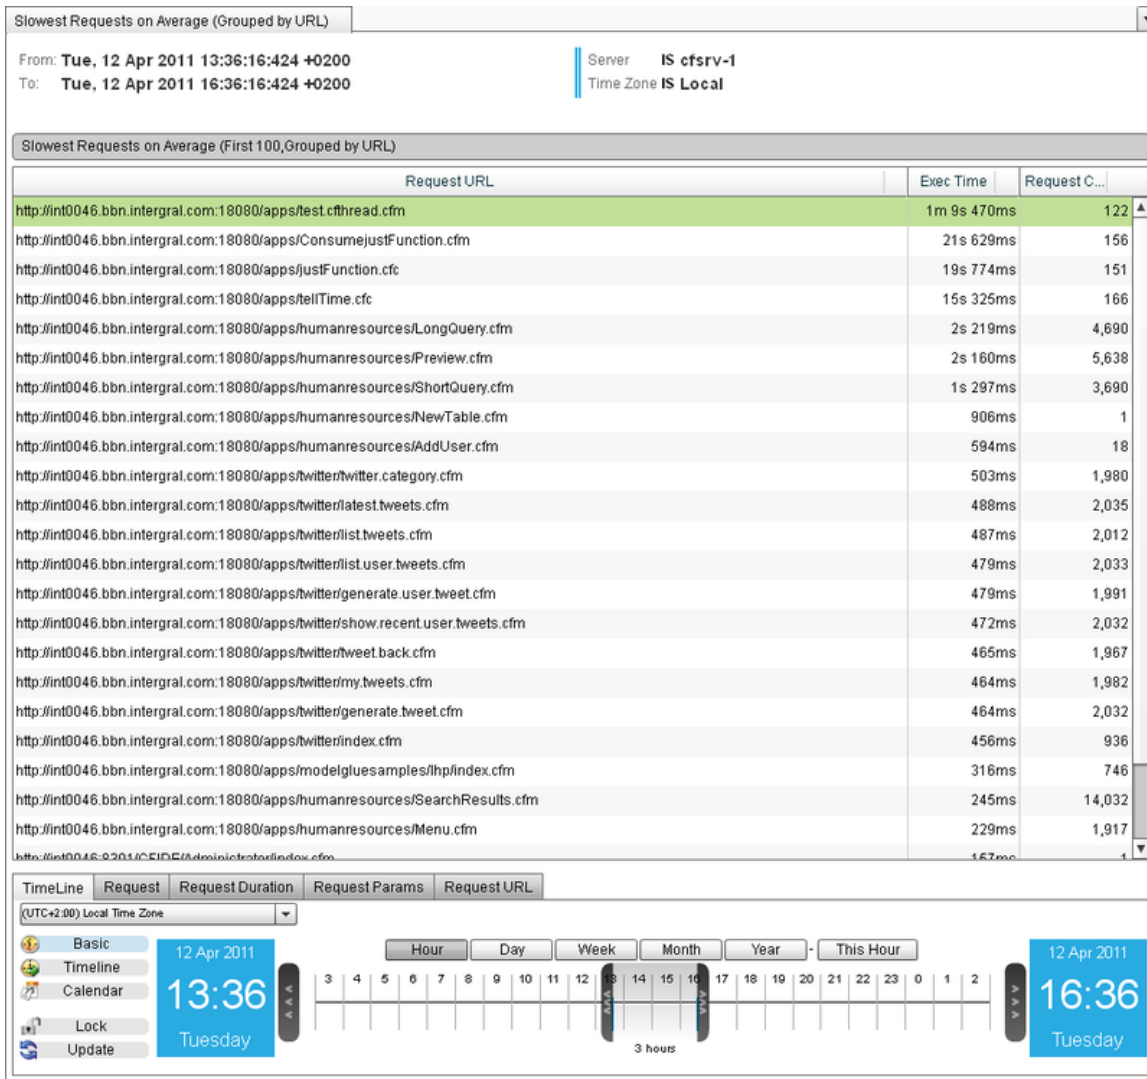 Slowest Requests on Average (Grouped by URL)
From: Tue, 12 Apr 2011 13:36:16:424 +0200
Server IS cfsrv-1
To: Tue, 12 Apr 2011 16:36:16:424 +0200
Time Zone IS Local
Slowest Requests on Average (First 100,Grouped by URL)
Request URL Exec Time Request C...
http://int0046.bbn.intergral.com:18080/apps/test.cfthread.cfm 1m 9s 470ms 122
http://int0046.bbn.intergral.com:18080/apps/ConsumejustFunction.cfm 21s 629ms 156
http://int0046.bbn.intergral.com:18080/apps/justFunction.cfc 19s 774ms 151
http://int0046.bbn.intergral.com:18080/apps/tellTime.cfc 15s 325ms 166
http://int0046.bbn.intergral.com:18080/apps/humanresources/LongQuery.cfm 2s 219ms 4,690
http://int0046.bbn.intergral.com:18080/apps/humanresources/Preview.cfm 2s 160ms 5,638
http://int0046.bbn.intergral.com:18080/apps/humanresources/ShortQuery.cfm 1s 297ms 3,690
http://int0046.bbn.intergral.com:18080/apps/humanresources/NewTable.cfm 906ms 1
http://int0046.bbn.intergral.com:18080/apps/humanresources/AddUser.cfm 594ms 18
http://int0046.bbn.intergral.com:18080/apps/twitter/twitter.category.cfm 503ms 1,980
http://int0046.bbn.intergral.com:18080/apps/twitter/latest.tweets.cfm 488ms 2,035
http://int0046.bbn.intergral.com:18080/apps/twitter/list.tweets.cfm 487ms 2,012
http://int0046.bbn.intergral.com:18080/apps/twitter/list.user.tweets.cfm 479ms 2,033
http://int0046.bbn.intergral.com:18080/apps/twitter/generate.user.tweet.cfm 479ms 1,991
http://int0046.bbn.intergral.com:18080/apps/twitter/show.recent.user.tweets.cfm 472ms 2,032
http://int0046.bbn.intergral.com:18080/apps/twitter/tweet.back.cfm 465ms 1,967
http://int0046.bbn.intergral.com:18080/apps/twitter/my.tweets.cfm 464ms 1,982
http://int0046.bbn.intergral.com:18080/apps/twitter/generate.tweet.cfm 464ms 2,032
http://int0046.bbn.intergral.com:18080/apps/twitter/index.cfm 456ms 936
http://int0046.bbn.intergral.com:18080/apps/modelgluesamples/lhp/index.cfm 316ms 746
http://int0046.bbn.intergral.com:18080/apps/humanresources/SearchResults.cfm 245ms 14,032
http://int0046.bbn.intergral.com:18080/apps/humanresources/Menu.cfm 229ms 1,917
http://int0046:8301/CFIDE/Administrator/index.cfm 157ms 1
TimeLine Request Request Duration Request Params Request URL
(UTC+2:00) Local Time Zone
Basic
Timeline
Calendar
Lock
Update
12 Apr 2011
13:36
Tuesday
Hour Day Week Month Year - This Hour
3 4 5 6 7 8 9 10 11 12 13 14 15 16 17 18 19 20 21 22 23 0 1 2
3 hours
12 Apr 2011
16:36
Tuesday